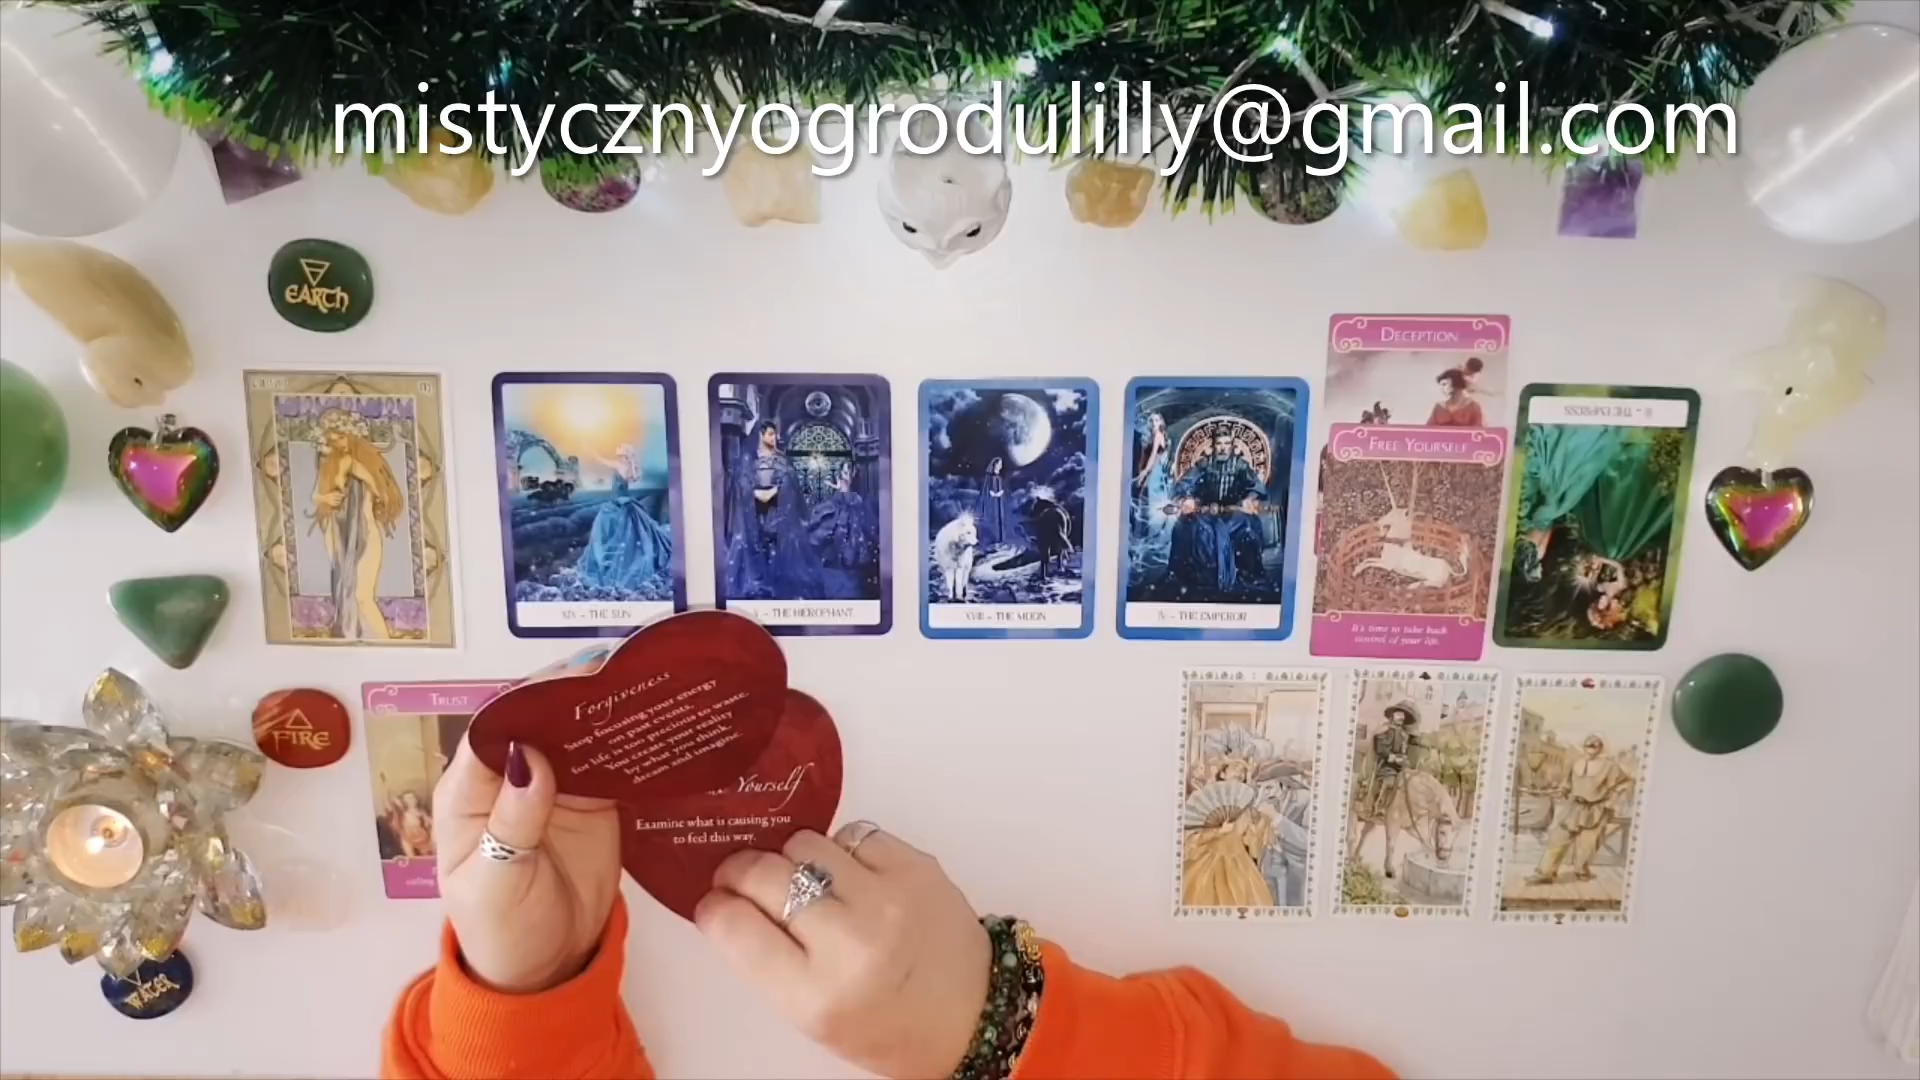 mistycznyogrodulilly@gmail.com
EARTH
DECEPTION
FREE YOURSELF
II - THE EMPRESS
XIX - THE SUN
V - THE HIEROPHANT
XVIII - THE MOON
IV - THE EMPEROR
It's time to take back
control of your life.
FIRE
TRUST
Forgiveness
Stop focusing your energy
on past events,
for life is too precious to waste.
You create your reality
by what you think,
dream and imagine.
Yourself
Examine what is causing you
to feel this way.
WATER